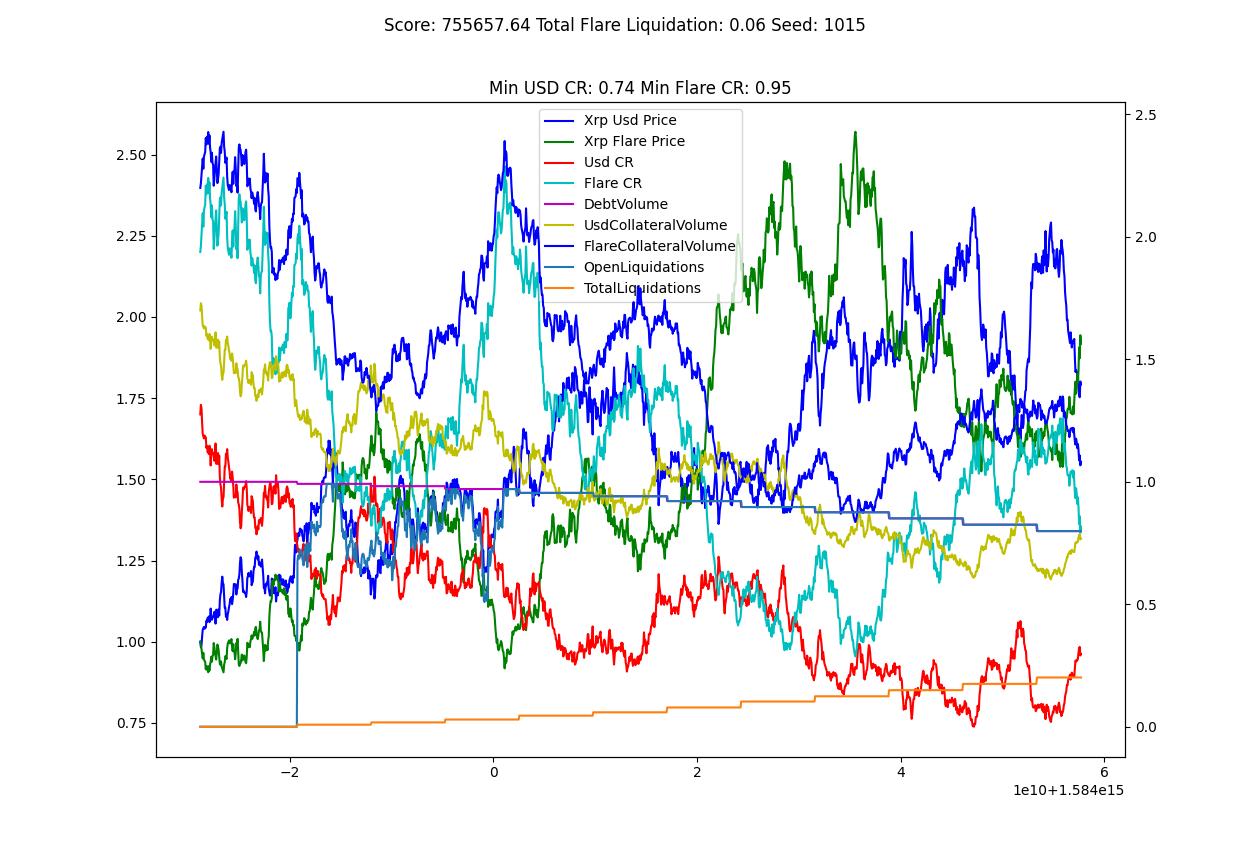 Score: 755657.64 Total Flare Liquidation: 0.06 Seed: 1015
Min USD CR: 0.74 Min Flare CR: 0.95
Xrp Usd Price
Xrp Flare Price
Usd CR
Flare CR
DebtVolume
UsdCollateralVolume
FlareCollateralVolume
OpenLiquidations
TotalLiquidations
2.50
2.25
2.00
1.75
1.50
1.25
1.00
0.75
2.5
2.0
1.5
1.0
0.5
0.0
−2 0 2 4 6
1e10+1.584e15